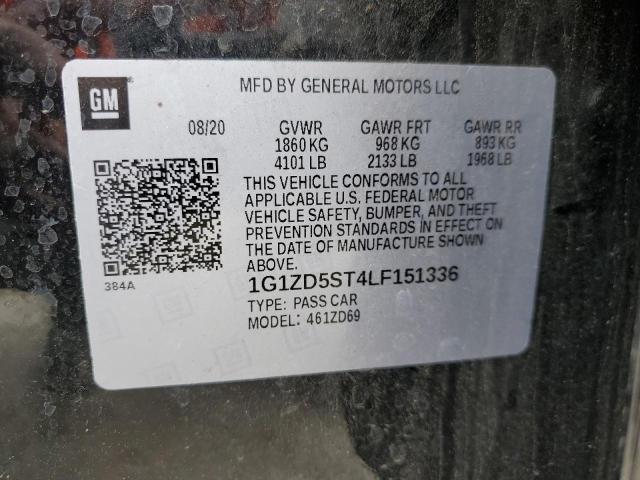 GM
MFD BY GENERAL MOTORS LLC
08/20 GVWR GAWR FRT GAWR RR
1860 KG 968 KG 893 KG
4101 LB 2133 LB 1968 LB
THIS VEHICLE CONFORMS TO ALL
APPLICABLE U.S. FEDERAL MOTOR
VEHICLE SAFETY, BUMPER, AND THEFT
PREVENTION STANDARDS IN EFFECT ON
THE DATE OF MANUFACTURE SHOWN
ABOVE.
384A
1G1ZD5ST4LF151336
TYPE: PASS CAR
MODEL: 461ZD69